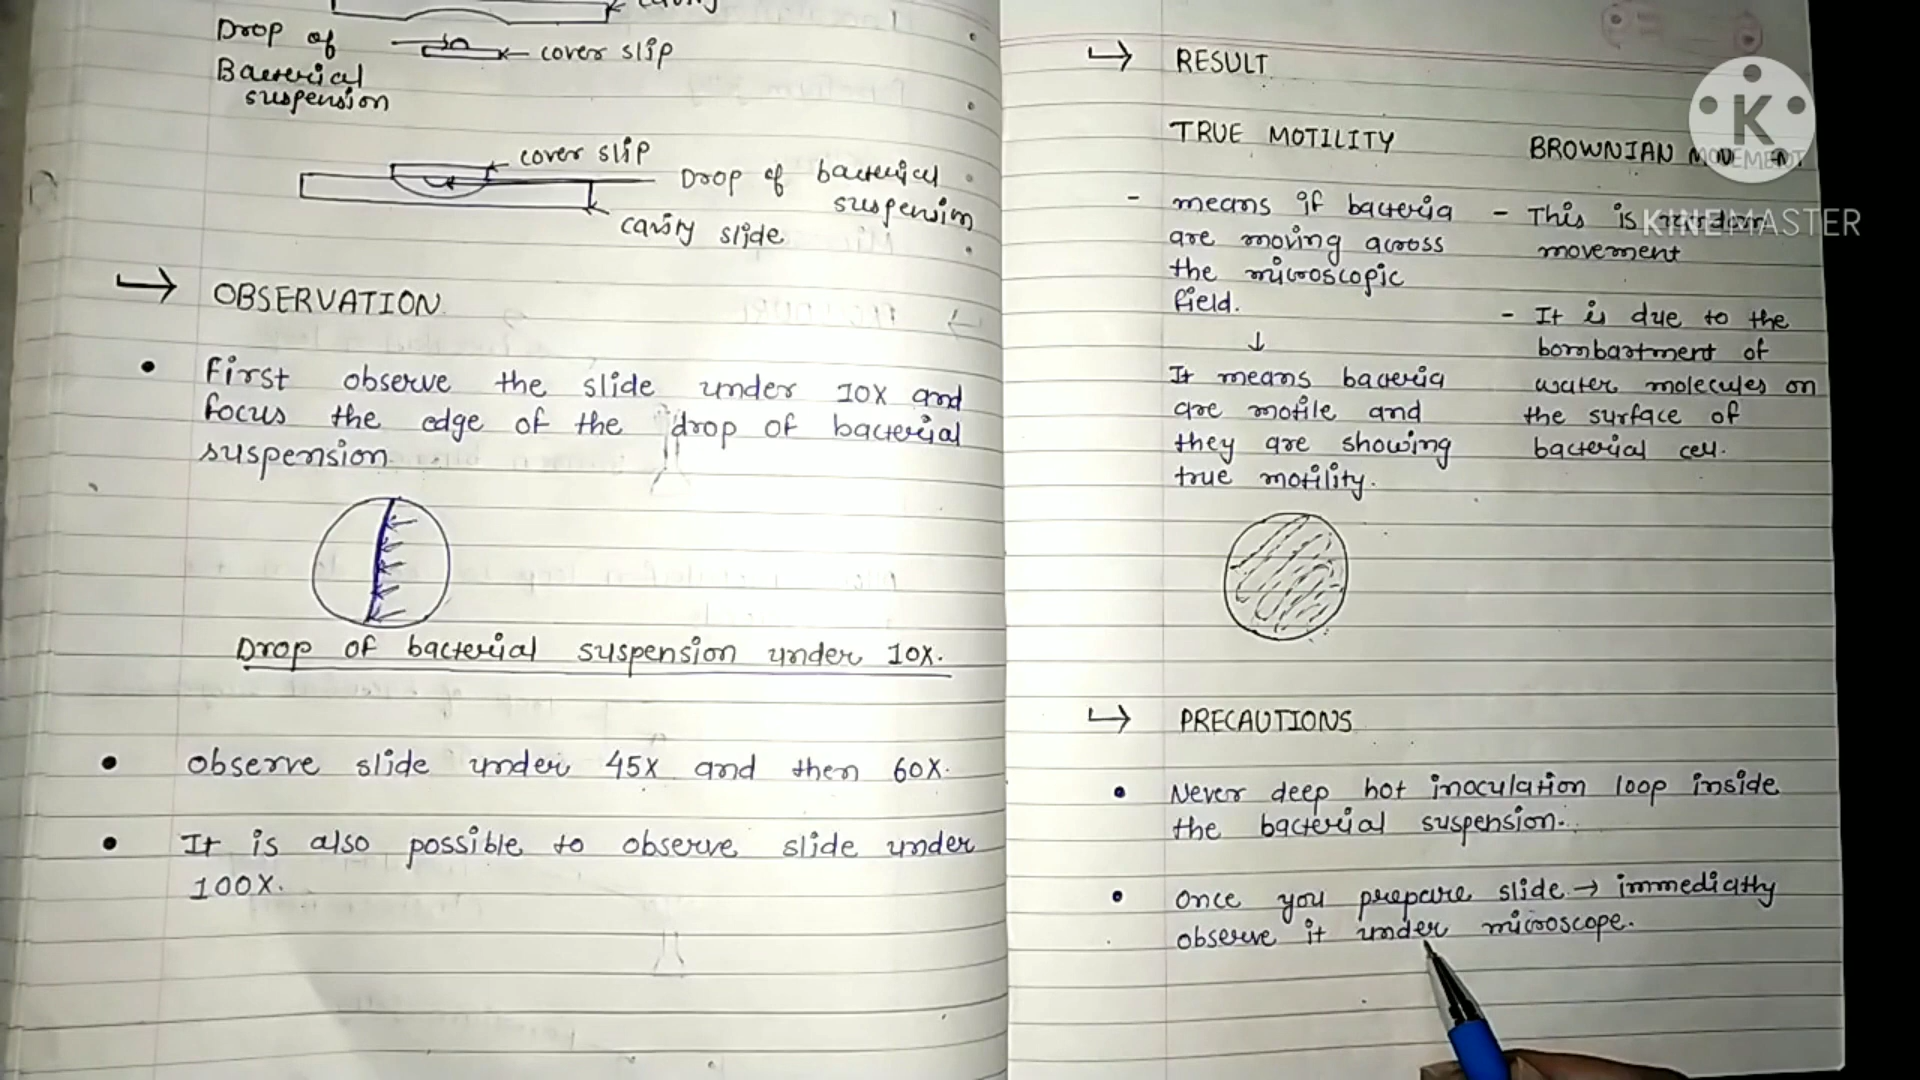 cavity
Drop of
Bacterial
suspension
cover slip
cover slip
Drop of bacterial
suspension
cavity slide
OBSERVATION
First observe the slide under 10X and
focus the edge of the drop of bacterial
suspension.
Drop of bacterial suspension under 10X.
observe slide under 45X and then 60X.
It is also possible to observe slide under
100X.
RESULT
TRUE MOTILITY
- means if bacteria
are moving across
the microscopic
field.
↓
It means bacteria
are motile and
they are showing
true motility.
BROWNIAN MOVEMENT
- This is random
movement
- It is due to the
bombartment of
water molecules on
the surface of
bacterial cell.
PRECAUTIONS
Never deep hot inoculation loop inside
the bacterial suspension.
Once you prepare slide → immediatly
observe it under microscope.
K
KINEMASTER